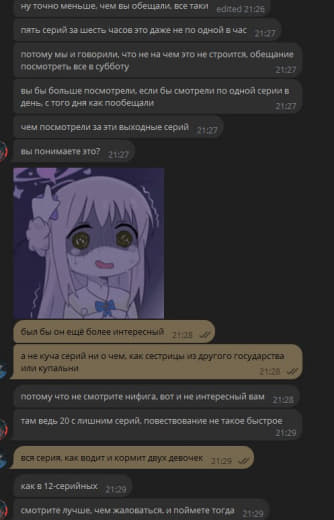 ну точно меньше, чем вы обещали, все таки edited 21:26
пять серий за шесть часов это даже не по одной в час 21:27
потому мы и говорили, что не на чем это не строится, обещание
посмотреть все в субботу 21:27
вы бы больше посмотрели, если бы смотрели по одной серии в
день, с того дня как пообещали 21:27
чем посмотрели за эти выходные серий 21:27
вы понимаете это? 21:27
был бы он ещё более интересный 21:28
а не куча серий ни о чем, как сестрицы из другого государства
или купальни 21:28
потому что не смотрите нифига, вот и не интересный вам 21:28
там ведь 20 с лишним серий, повествование не такое быстрое
21:29
вся серия, как водит и кормит двух девочек 21:29
как в 12-серийных 21:29
смотрите лучше, чем жаловаться, и поймете тогда 21:29